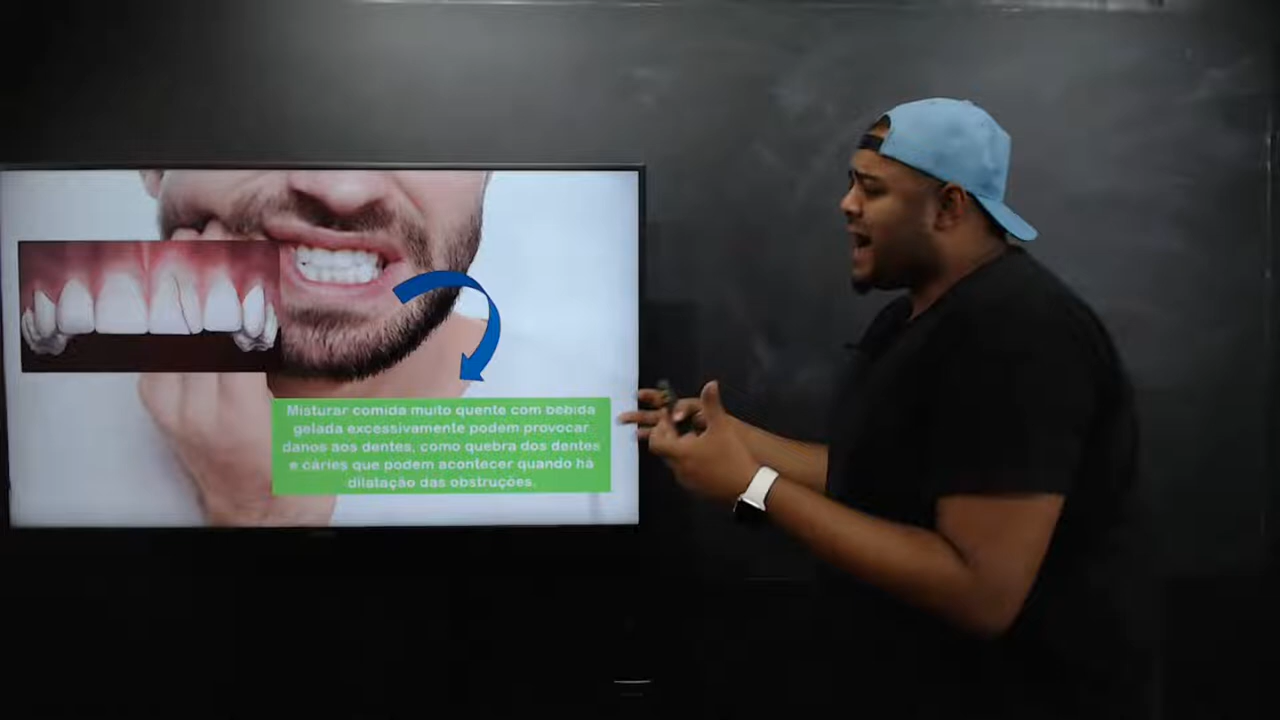 Misturar comida muito quente com bebida
gelada excessivamente podem provocar
danos aos dentes, como quebra dos dentes
e cáries que podem acontecer quando há
dilatação das obstruções.